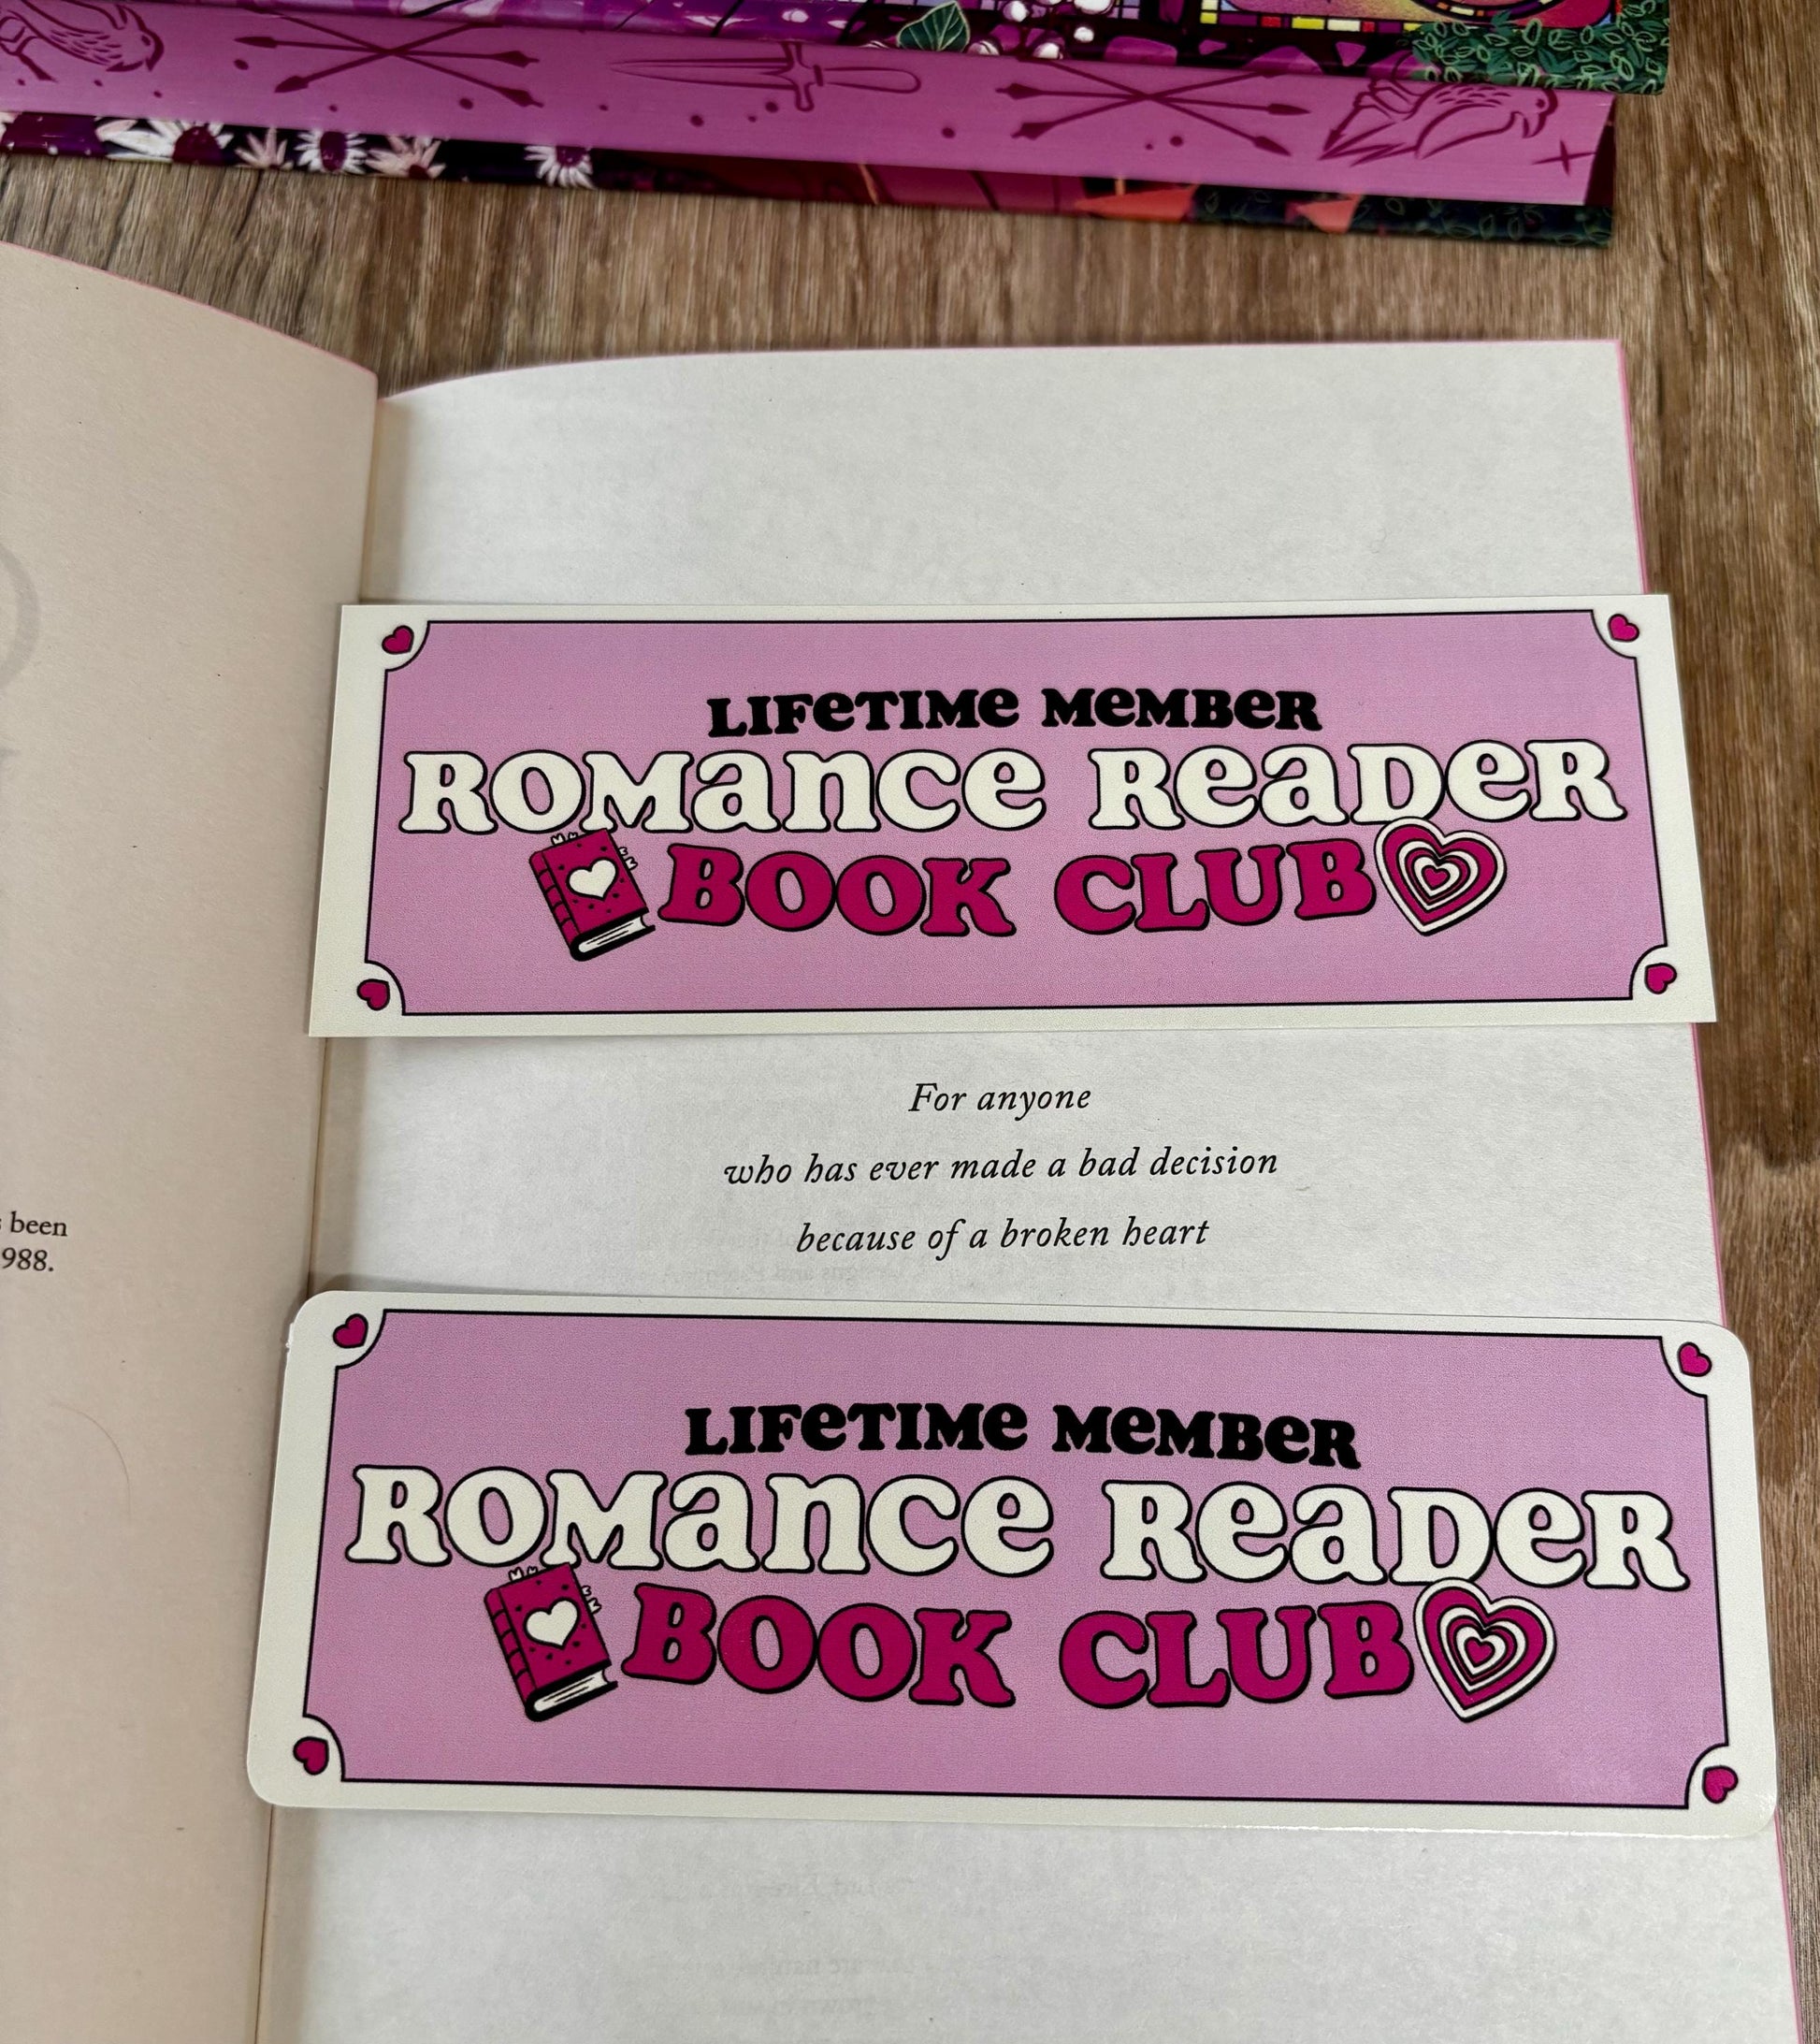 LIFETIME MEMBER
ROMANCE READER
BOOK CLUB
For anyone
who has ever made a bad decision
because of a broken heart
been
988.
LIFETIME MEMBER
ROMANCE READER
BOOK CLUB